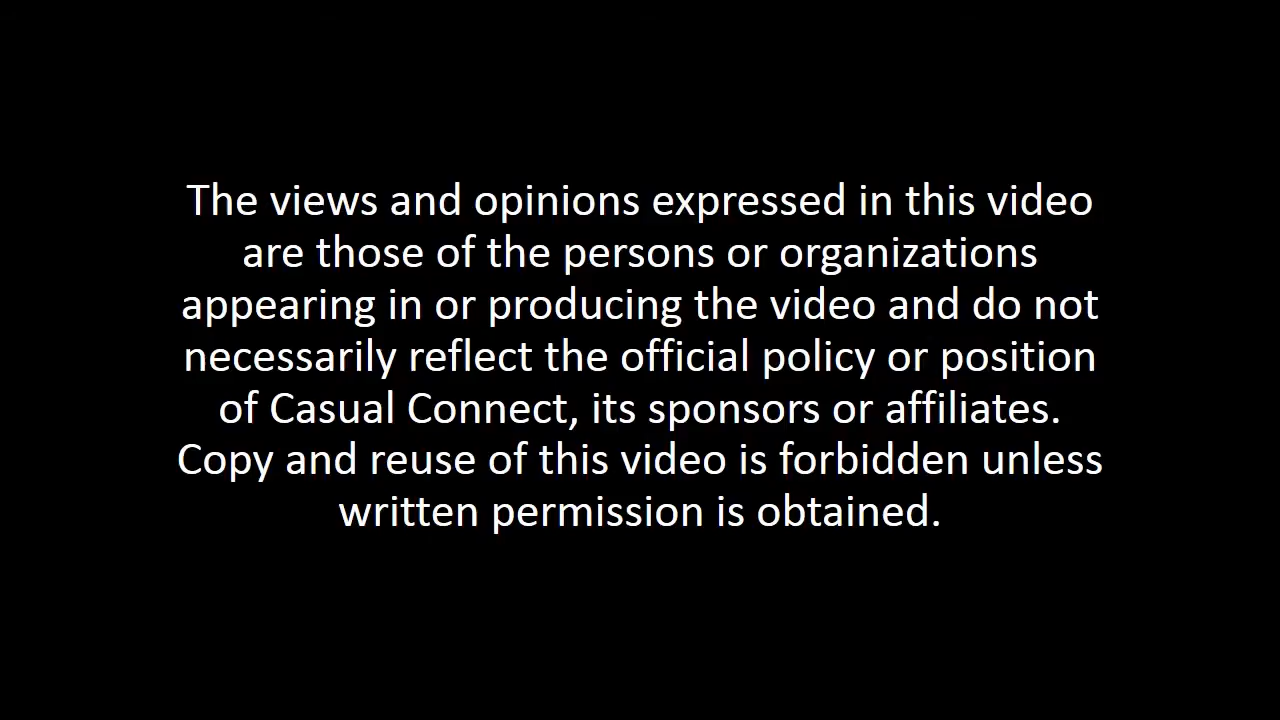 The views and opinions expressed in this video
are those of the persons or organizations
appearing in or producing the video and do not
necessarily reflect the official policy or position
of Casual Connect, its sponsors or affiliates.
Copy and reuse of this video is forbidden unless
written permission is obtained.